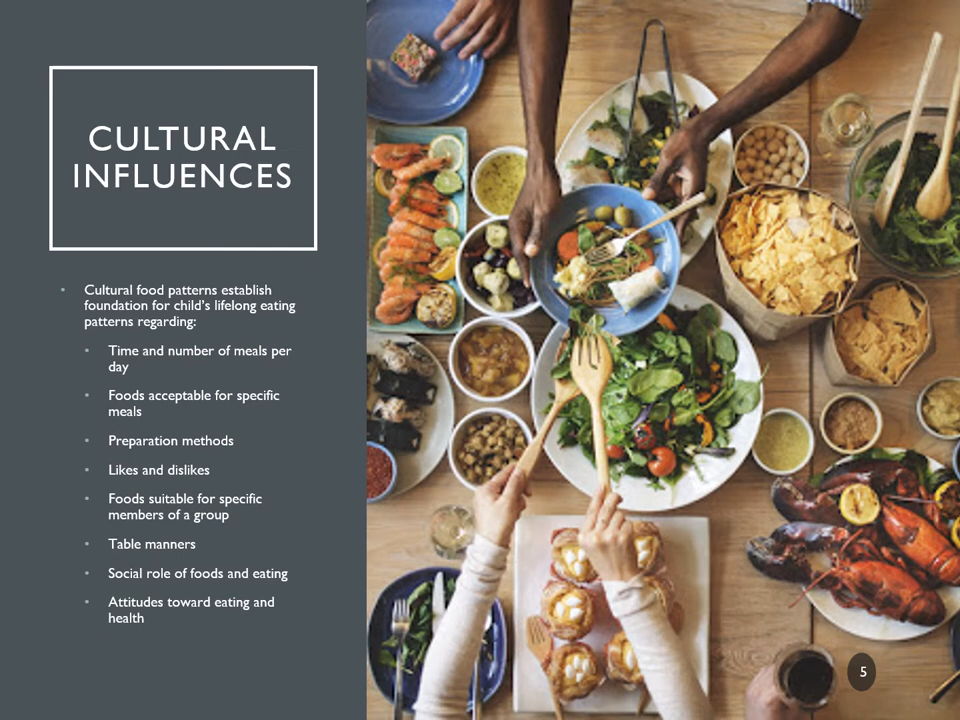 CULTURAL
INFLUENCES
• Cultural food patterns establish
foundation for child's lifelong eating
patterns regarding:
• Time and number of meals per
day
• Foods acceptable for specific
meals
• Preparation methods
• Likes and dislikes
• Foods suitable for specific
members of a group
• Table manners
• Social role of foods and eating
• Attitudes toward eating and
health
5